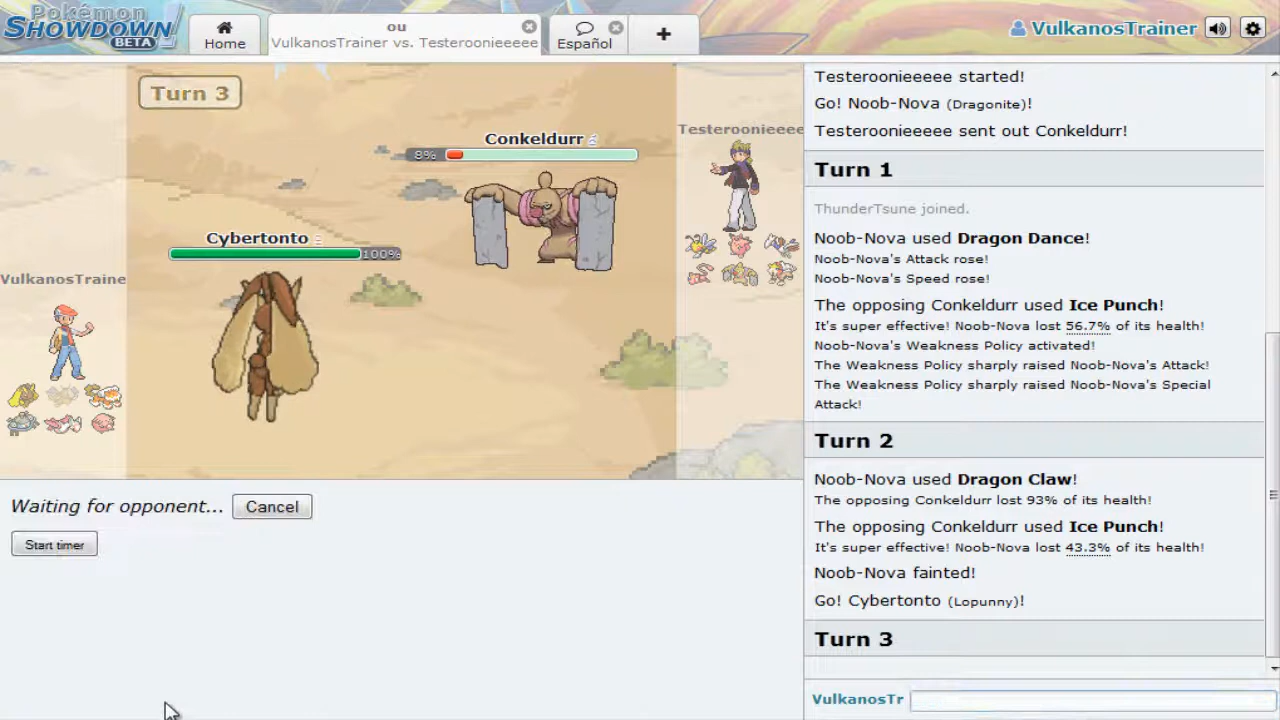 Pokémon
SHOWDOWN!
BETA
Home
ou
VulkanosTrainer vs. Testeroonieeeee
Español
+
VulkanosTrainer
Turn 3
Conkeldurr
8%
Cybertonto
100%
VulkanosTraine
Testeroonieeee
Waiting for opponent... Cancel
Start timer
Testeroonieeeee started!
Go! Noob-Nova (Dragonite)!
Testeroonieeeee sent out Conkeldurr!
Turn 1
ThunderTsune joined.
Noob-Nova used Dragon Dance!
Noob-Nova's Attack rose!
Noob-Nova's Speed rose!
The opposing Conkeldurr used Ice Punch!
It's super effective! Noob-Nova lost 56.7% of its health!
Noob-Nova's Weakness Policy activated!
The Weakness Policy sharply raised Noob-Nova's Attack!
The Weakness Policy sharply raised Noob-Nova's Special
Attack!
Turn 2
Noob-Nova used Dragon Claw!
The opposing Conkeldurr lost 93% of its health!
The opposing Conkeldurr used Ice Punch!
It's super effective! Noob-Nova lost 43.3% of its health!
Noob-Nova fainted!
Go! Cybertonto (Lopunny)!
Turn 3
VulkanosTr